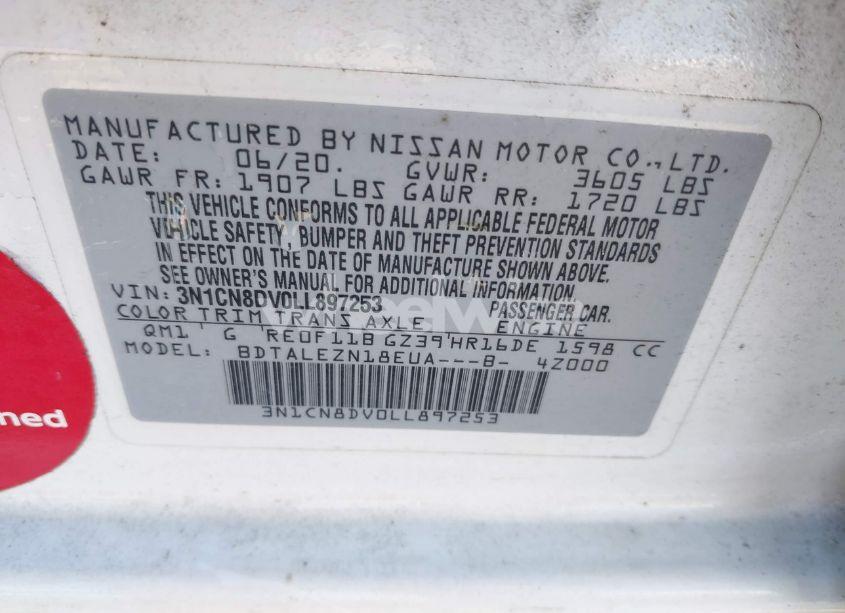 MANUFACTURED BY NISSAN MOTOR CO., LTD.
DATE: 06/20. GVWR: 3605 LBS
GAWR FR: 1907 LBS GAWR RR: 1720 LBS
THIS VEHICLE CONFORMS TO ALL APPLICABLE FEDERAL MOTOR
VEHICLE SAFETY, BUMPER AND THEFT PREVENTION STANDARDS
IN EFFECT ON THE DATE OF MANUFACTURE SHOWN ABOVE.
SEE OWNER'S MANUAL FOR ADDITIONAL INFORMATION.
VIN: 3N1CN8DV0LL897253 PASSENGER CAR.
COLOR TRIM TRANS AXLE ENGINE
QM1 G RE0F11B GZ39 HR16DE 1598 CC
MODEL: BDTALEZN18EUA---B- 4Z000
3N1CN8DV0LL897253
ned